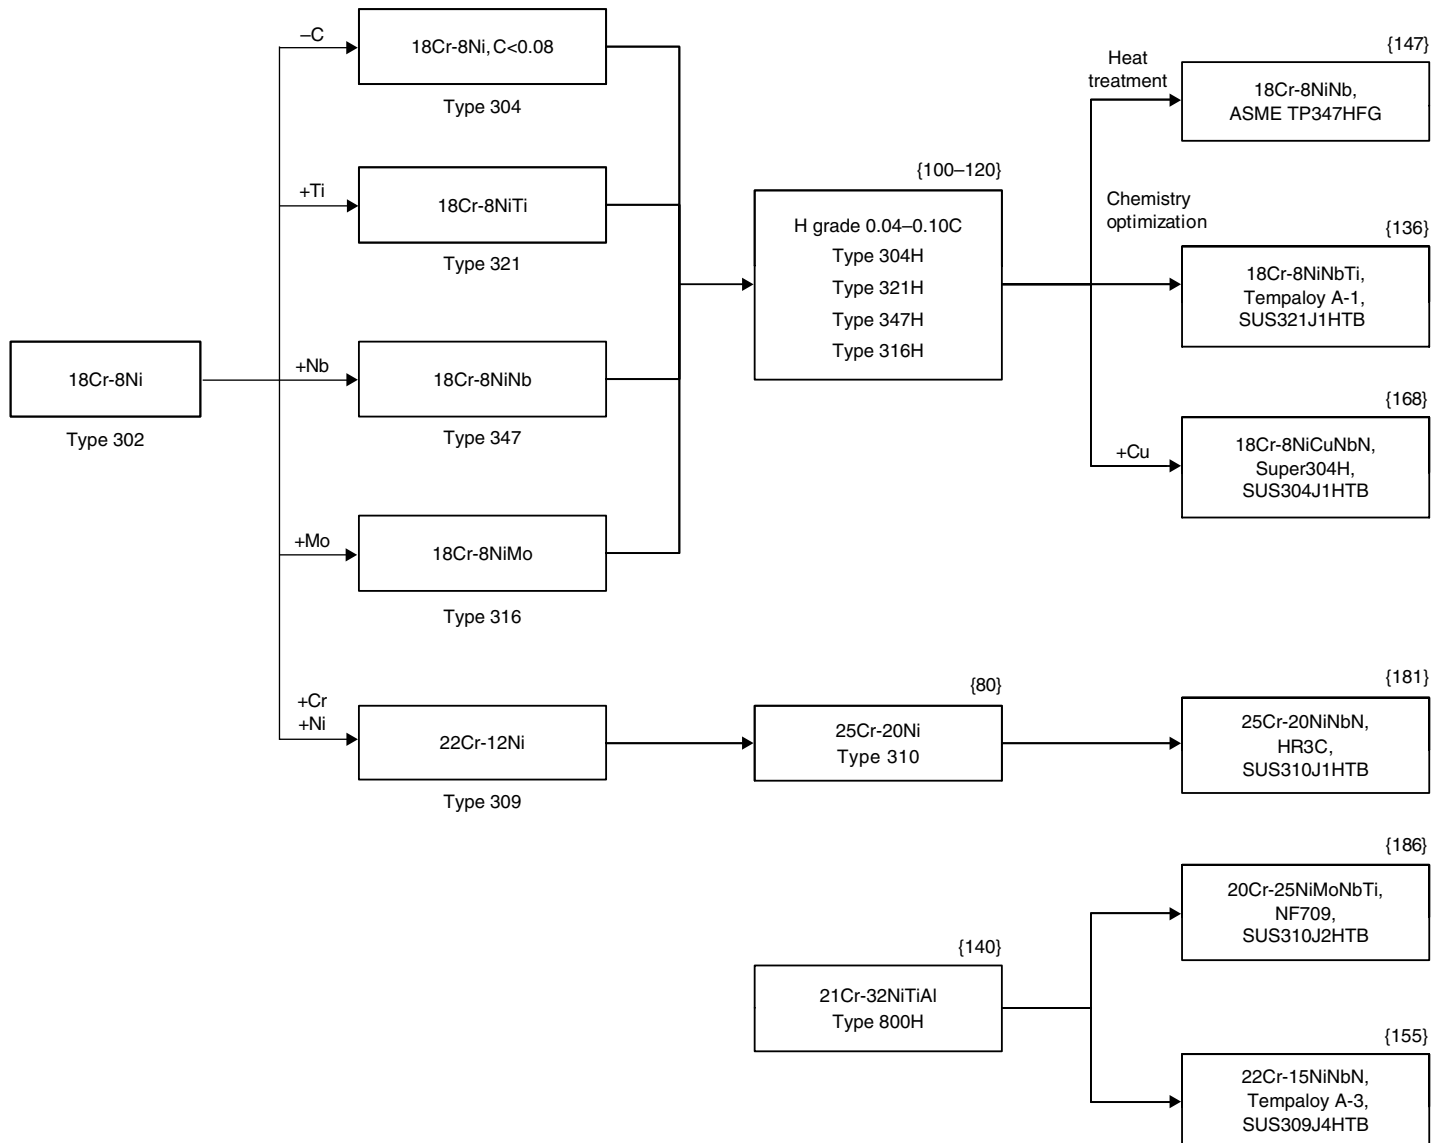 –C
18Cr-8Ni, C<0.08
Type 304
+Ti
18Cr-8NiTi
Type 321
18Cr-8Ni
Type 302
+Nb
18Cr-8NiNb
Type 347
+Mo
18Cr-8NiMo
Type 316
+Cr
+Ni
22Cr-12Ni
Type 309
{100–120}
H grade 0.04–0.10C
Type 304H
Type 321H
Type 347H
Type 316H
{80}
25Cr-20Ni
Type 310
{140}
21Cr-32NiTiAl
Type 800H
Heat
treatment
{147}
18Cr-8NiNb,
ASME TP347HFG
Chemistry
optimization
{136}
18Cr-8NiNbTi,
Tempaloy A-1,
SUS321J1HTB
+Cu
{168}
18Cr-8NiCuNbN,
Super304H,
SUS304J1HTB
{181}
25Cr-20NiNbN,
HR3C,
SUS310J1HTB
{186}
20Cr-25NiMoNbTi,
NF709,
SUS310J2HTB
{155}
22Cr-15NiNbN,
Tempaloy A-3,
SUS309J4HTB